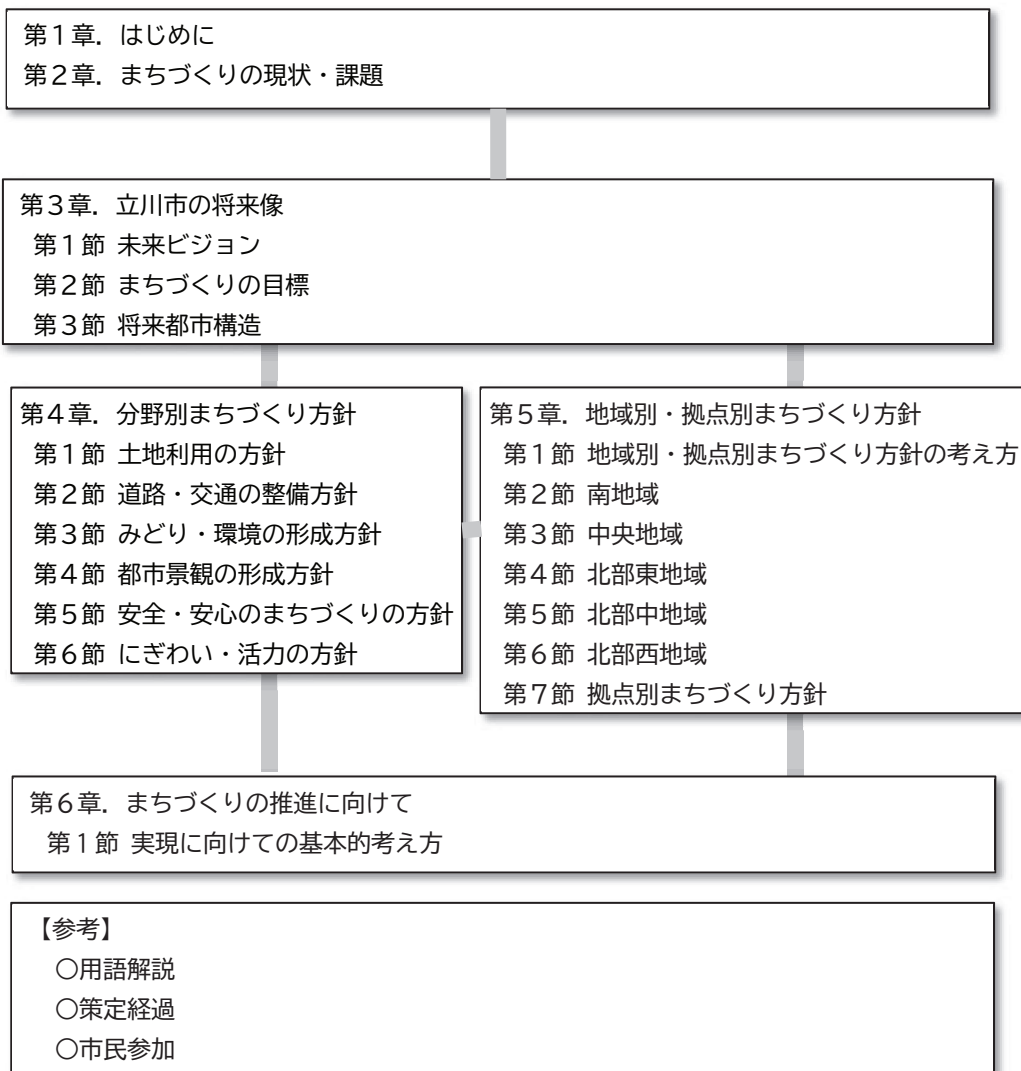 第１章．はじめに
第２章．まちづくりの現状・課題
第３章．立川市の将来像
第１節 未来ビジョン
第２節 まちづくりの目標
第３節 将来都市構造
第４章．分野別まちづくり方針
第１節 土地利用の方針
第２節 道路・交通の整備方針
第３節 みどり・環境の形成方針
第４節 都市景観の形成方針
第５節 安全・安心のまちづくりの方針
第６節 にぎわい・活力の方針
第５章．地域別・拠点別まちづくり方針
第１節 地域別・拠点別まちづくり方針の考え方
第２節 南地域
第３節 中央地域
第４節 北部東地域
第５節 北部中地域
第６節 北部西地域
第７節 拠点別まちづくり方針
第６章．まちづくりの推進に向けて
第１節 実現に向けての基本的考え方
【参考】
○用語解説
○策定経過
○市民参加